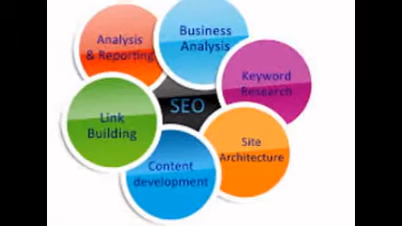 Business
Analysis
Analysis
& Reporting
Keyword
Research
SEO
Link
Building
Site
Architecture
Content
development